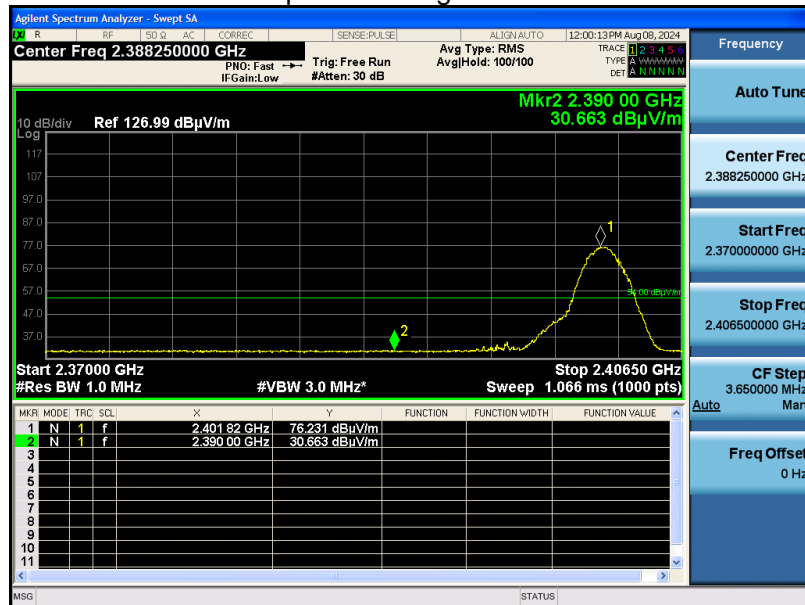 Agilent Spectrum Analyzer - Swept SA
LXI R RF 50 Ω AC CORREC SENSE:PULSE ALIGN AUTO 12:00:13 PM Aug 08, 2024
Center Freq 2.388250000 GHz
PNO: Fast
IFGain:Low
Trig: Free Run
#Atten: 30 dB
Avg Type: RMS
Avg|Hold: 100/100
TRACE 1 2 3 4 5 6
TYPE A WWWWW
DET A N N N N N
Mkr2 2.390 00 GHz
30.663 dBµV/m
10 dB/div Ref 126.99 dBµV/m
Log
117
107
97.0
87.0
77.0
67.0
57.0
47.0
37.0
1
54.00 dBµV/m
2
Start 2.37000 GHz Stop 2.40650 GHz
#Res BW 1.0 MHz #VBW 3.0 MHz* Sweep 1.066 ms (1000 pts)
MKR MODE TRC SCL X Y FUNCTION FUNCTION WIDTH FUNCTION VALUE
1 N 1 f 2.401 82 GHz 76.231 dBµV/m
2 N 1 f 2.390 00 GHz 30.663 dBµV/m
3
4
5
6
7
8
9
10
11
MSG STATUS
Frequency
Auto Tune
Center Freq
2.388250000 GHz
Start Freq
2.370000000 GHz
Stop Freq
2.406500000 GHz
CF Step
3.650000 MHz
Auto Man
Freq Offset
0 Hz